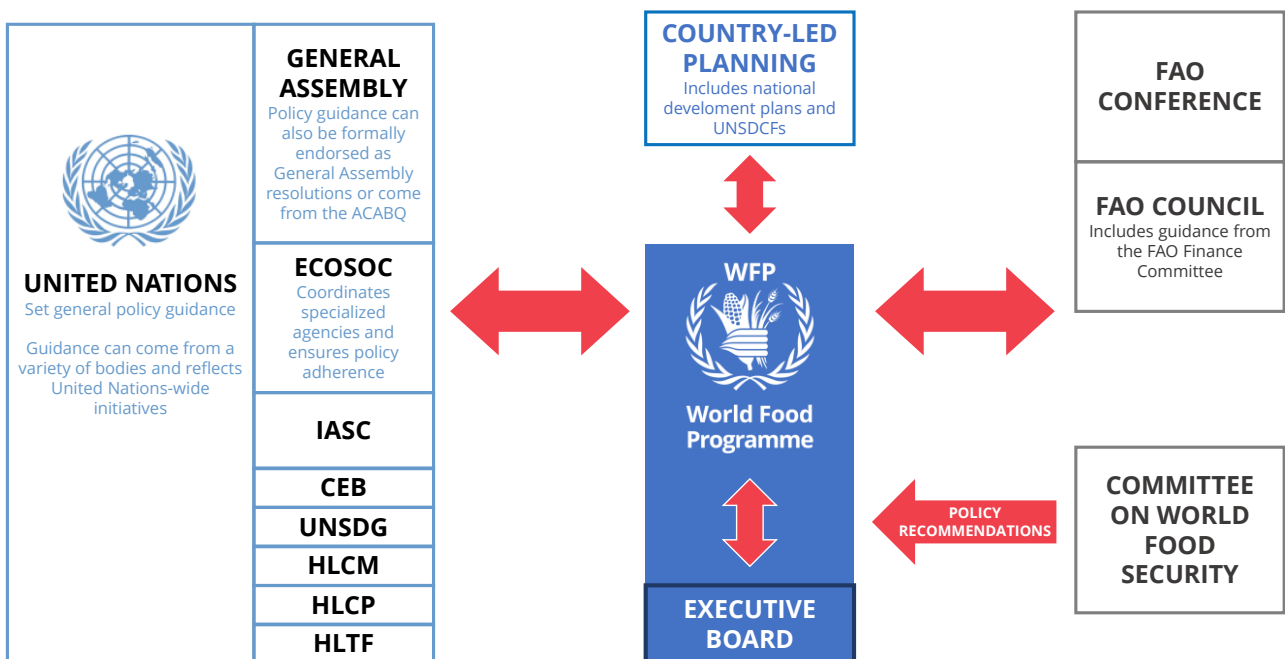 UNITED NATIONS
Set general policy guidance
Guidance can come from a
variety of bodies and reflects
United Nations-wide
initiatives
GENERAL
ASSEMBLY
Policy guidance can
also be formally
endorsed as
General Assembly
resolutions or come
from the ACABQ
ECOSOC
Coordinates
specialized
agencies and
ensures policy
adherence
IASC
CEB
UNSDG
HLCM
HLCP
HLTF
COUNTRY-LED
PLANNING
Includes national
develoment plans and
UNSDCFs
WFP
World Food
Programme
EXECUTIVE
BOARD
FAO
CONFERENCE
FAO COUNCIL
Includes guidance from
the FAO Finance
Committee
POLICY
RECOMMENDATIONS
COMMITTEE
ON WORLD
FOOD
SECURITY